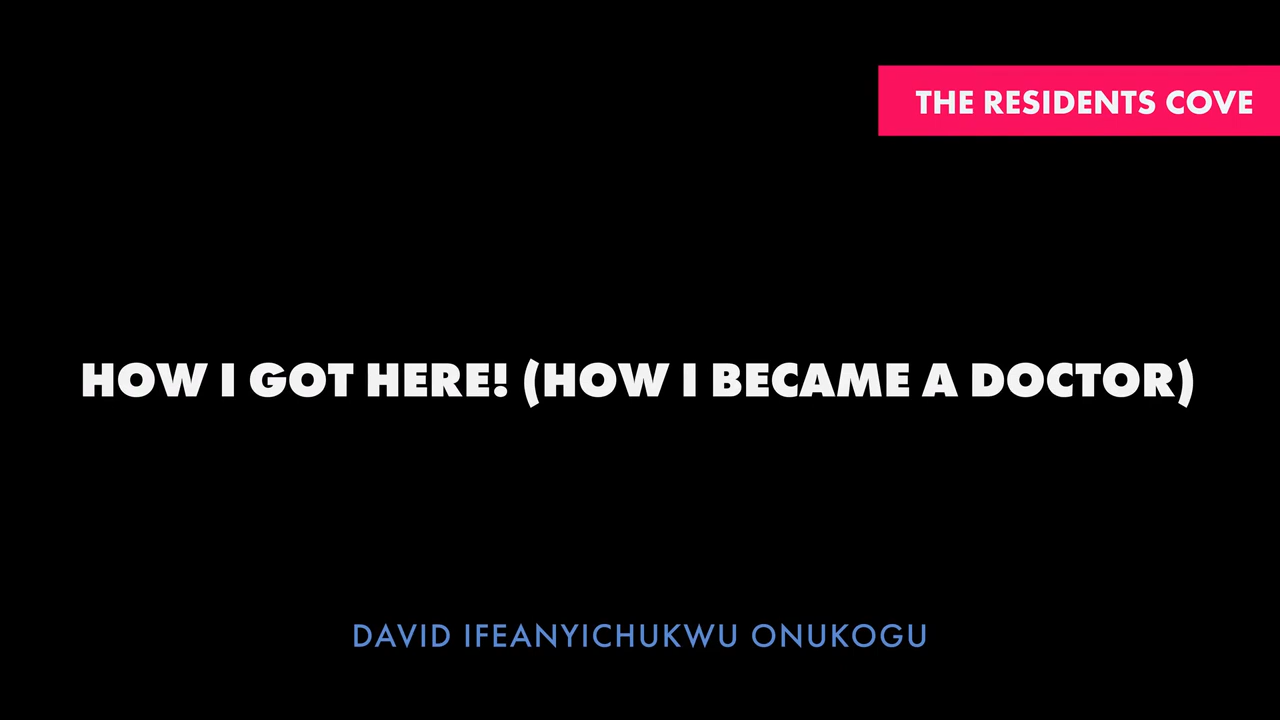 THE RESIDENTS COVE
HOW I GOT HERE! (HOW I BECAME A DOCTOR)
DAVID IFEANYICHUKWU ONUKOGU